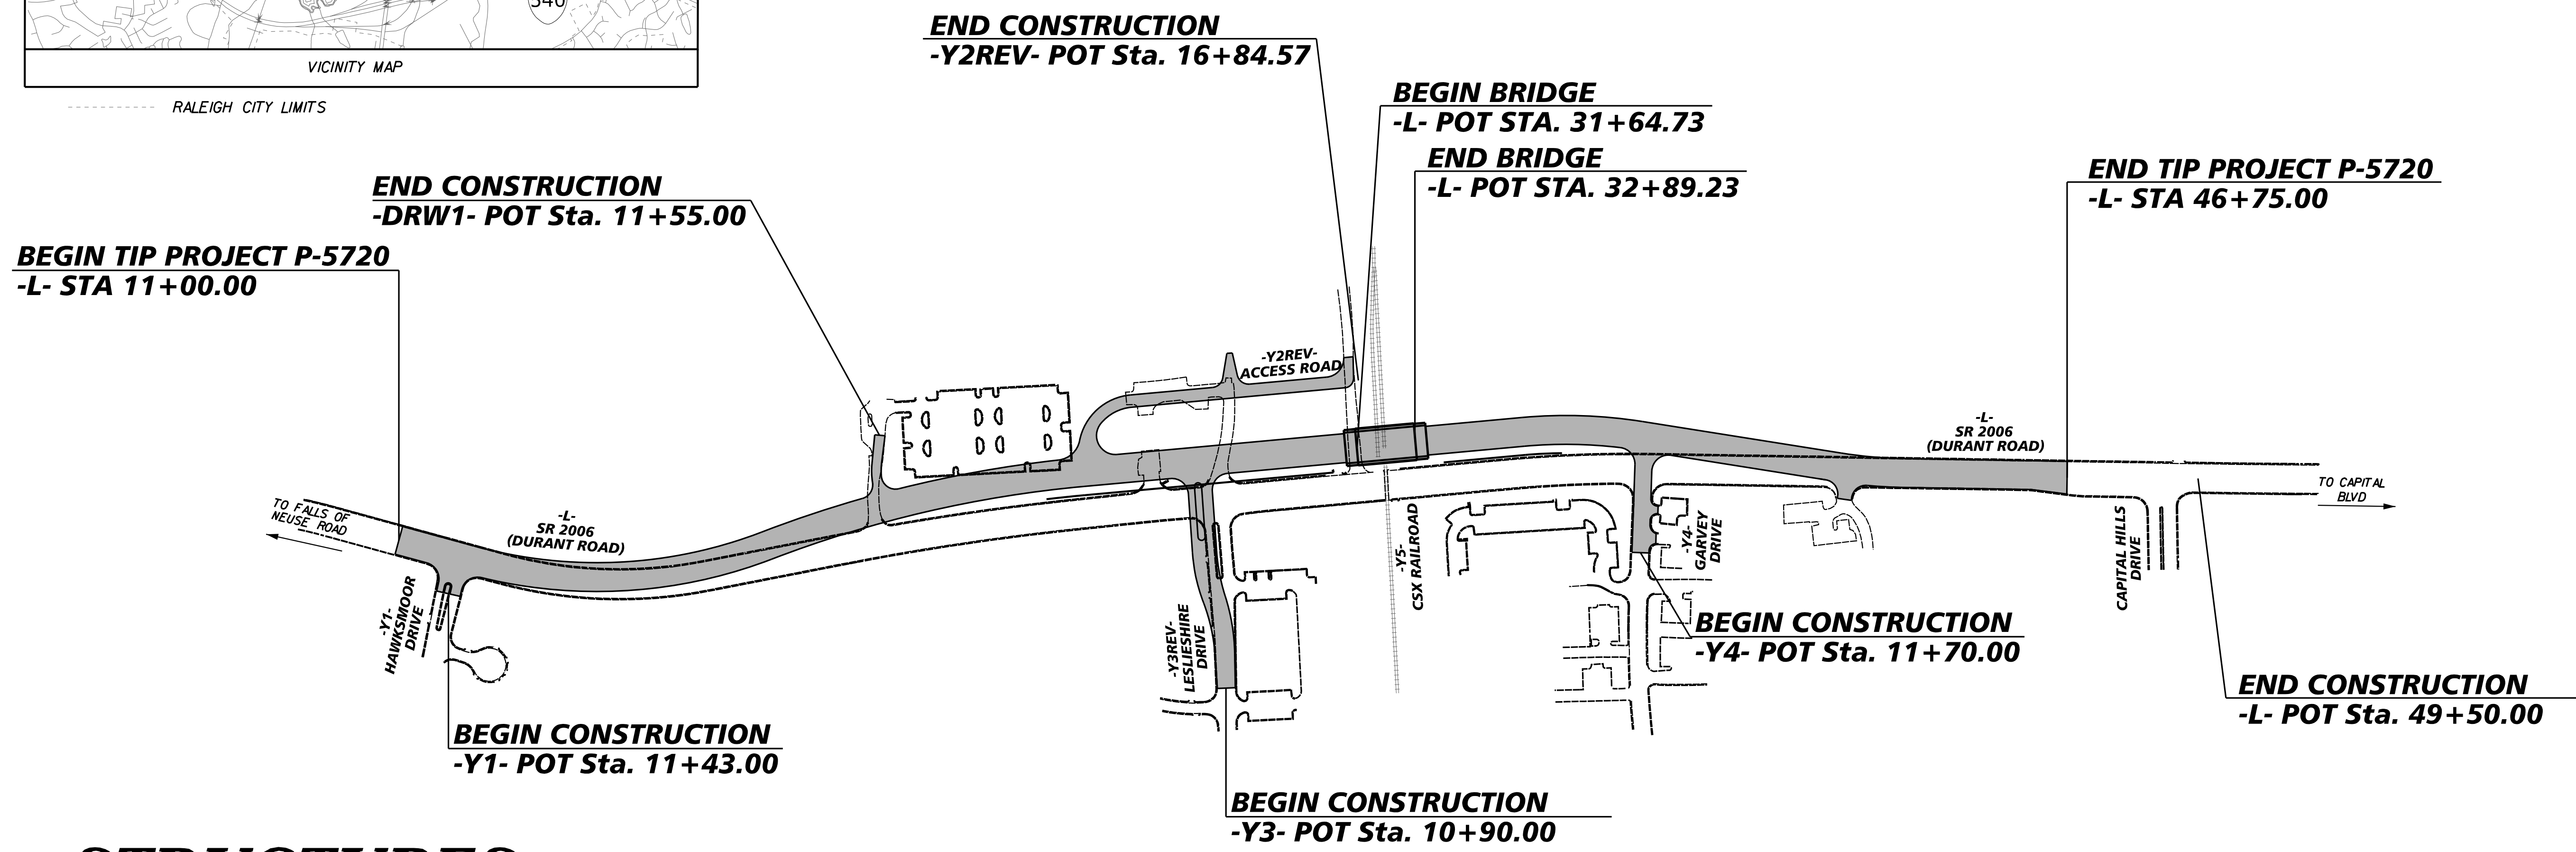 540
VICINITY MAP
RALEIGH CITY LIMITS
END CONSTRUCTION
-Y2REV- POT Sta. 16+84.57
BEGIN BRIDGE
-L- POT STA. 31+64.73
END BRIDGE
-L- POT STA. 32+89.23
END TIP PROJECT P-5720
-L- STA 46+75.00
END CONSTRUCTION
-DRW1- POT Sta. 11+55.00
BEGIN TIP PROJECT P-5720
-L- STA 11+00.00
-Y2REV-
ACCESS ROAD
-L-
SR 2006
(DURANT ROAD)
TO CAPITAL
BLVD
TO FALLS OF
NEUSE ROAD
-L-
SR 2006
(DURANT ROAD)
-Y1-
HAWKSMOOR
DRIVE
-Y3REV-
LESLIESHIRE
DRIVE
-Y5-
CSX RAILROAD
-Y4-
GARVEY
DRIVE
CAPITAL HILLS
DRIVE
BEGIN CONSTRUCTION
-Y4- POT Sta. 11+70.00
END CONSTRUCTION
-L- POT Sta. 49+50.00
BEGIN CONSTRUCTION
-Y1- POT Sta. 11+43.00
BEGIN CONSTRUCTION
-Y3- POT Sta. 10+90.00
STRUCTURES